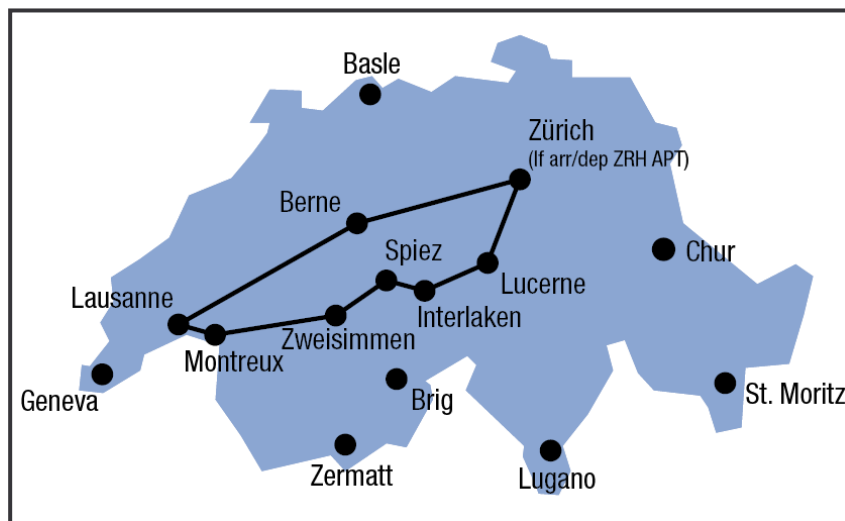 Basle
Zürich
(If arr/dep ZRH APT)
Berne
Spiez
Chur
Lausanne
Lucerne
Interlaken
Zweisimmen
Montreux
Geneva
Brig
St. Moritz
Zermatt
Lugano